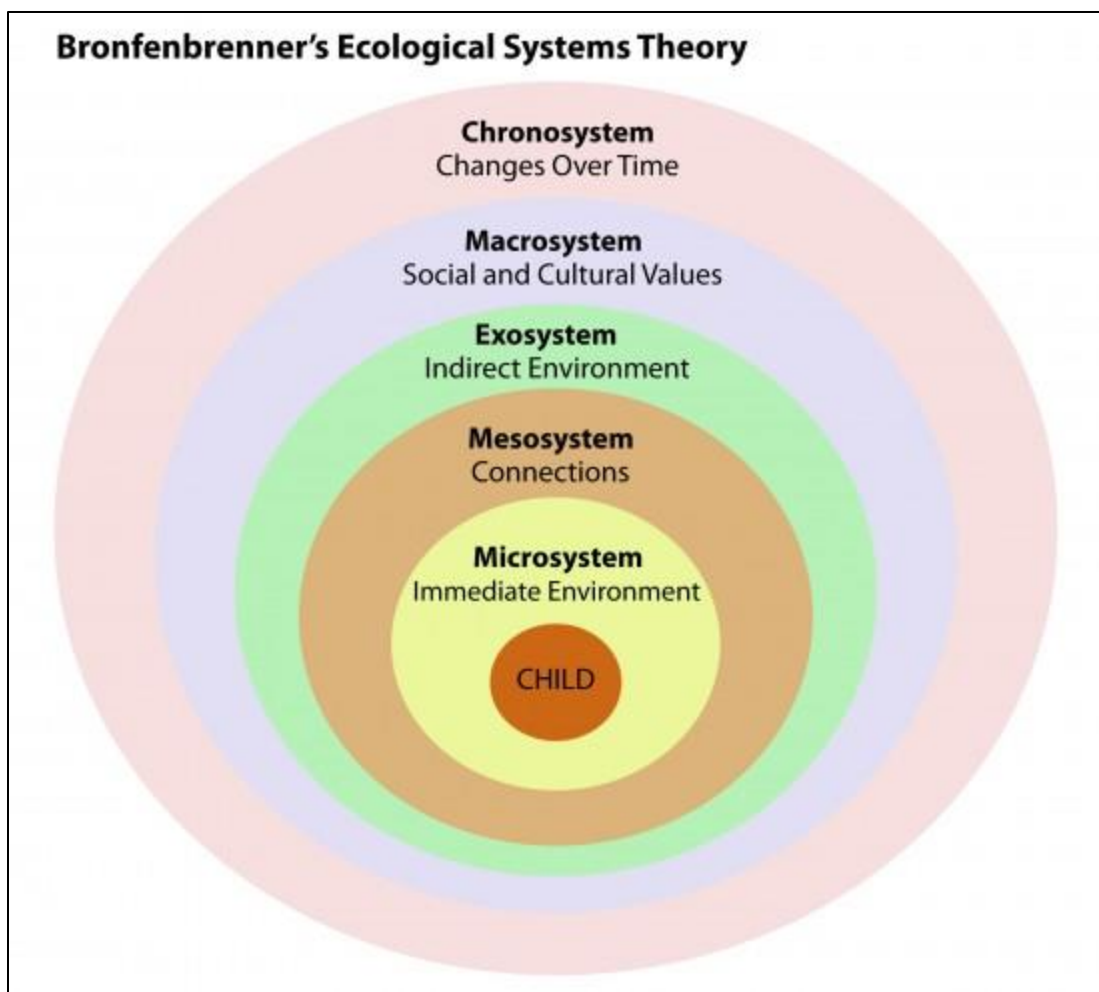 Bronfenbrenner's Ecological Systems Theory
Chronosystem
Changes Over Time
Macrosystem
Social and Cultural Values
Exosystem
Indirect Environment
Mesosystem
Connections
Microsystem
Immediate Environment
CHILD